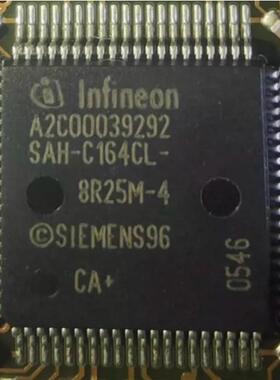 Infineon
A2C00039292
SAH-C164CL-
8R25M-4
©SIEMENS96
CA+
0546